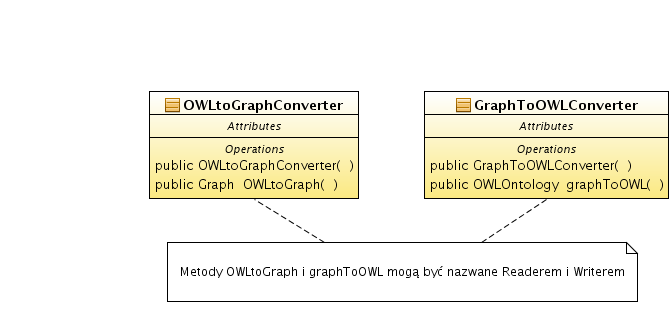 OWLtoGraphConverter
Attributes
Operations
public OWLtoGraphConverter( )
public Graph OWLtoGraph( )
GraphToOWLConverter
Attributes
Operations
public GraphToOWLConverter( )
public OWLOntology graphToOWL( )
Metody OWLtoGraph i graphToOWL mogą być nazwane Readerem i Writerem